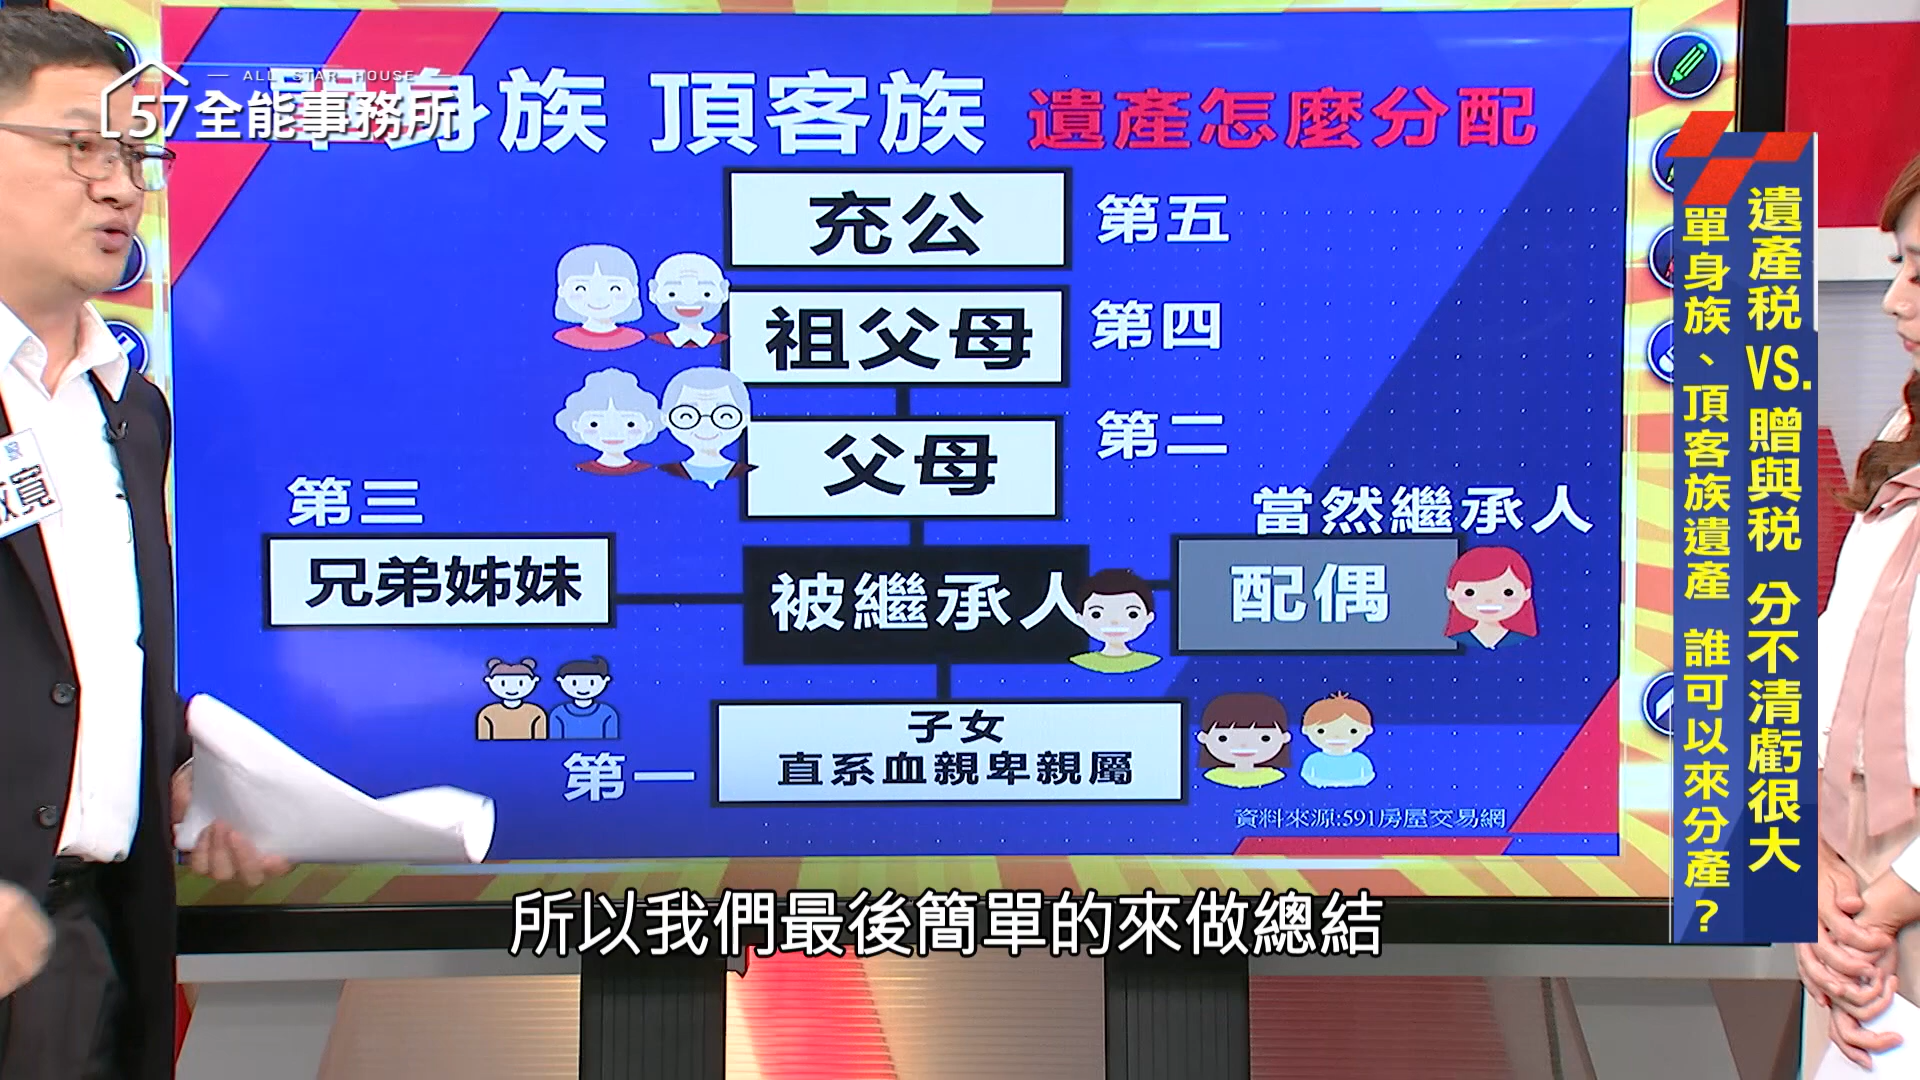 ALL STAR HOUSE
57全能事務所
身族 頂客族 遺產怎麼分配
充公 第五
祖父母 第四
父母 第二
第三
兄弟姊妹
被繼承人
當然繼承人
配偶
第一
子女
直系血親卑親屬
資料來源:591房屋交易網
遺產稅 VS. 贈與稅 分不清虧很大
單身族、頂客族遺產 誰可以來分產?
寬
所以我們最後簡單的來做總結